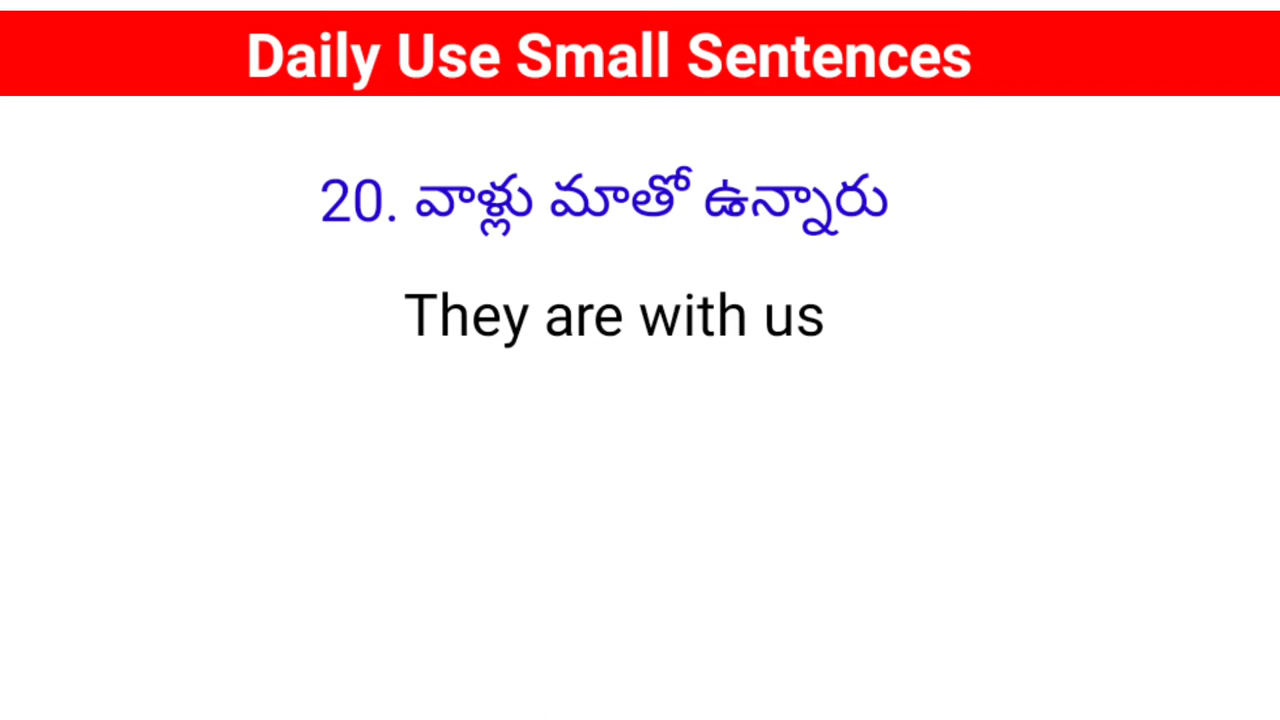 Daily Use Small Sentences
20. వాళ్లు మాతో ఉన్నారు
They are with us